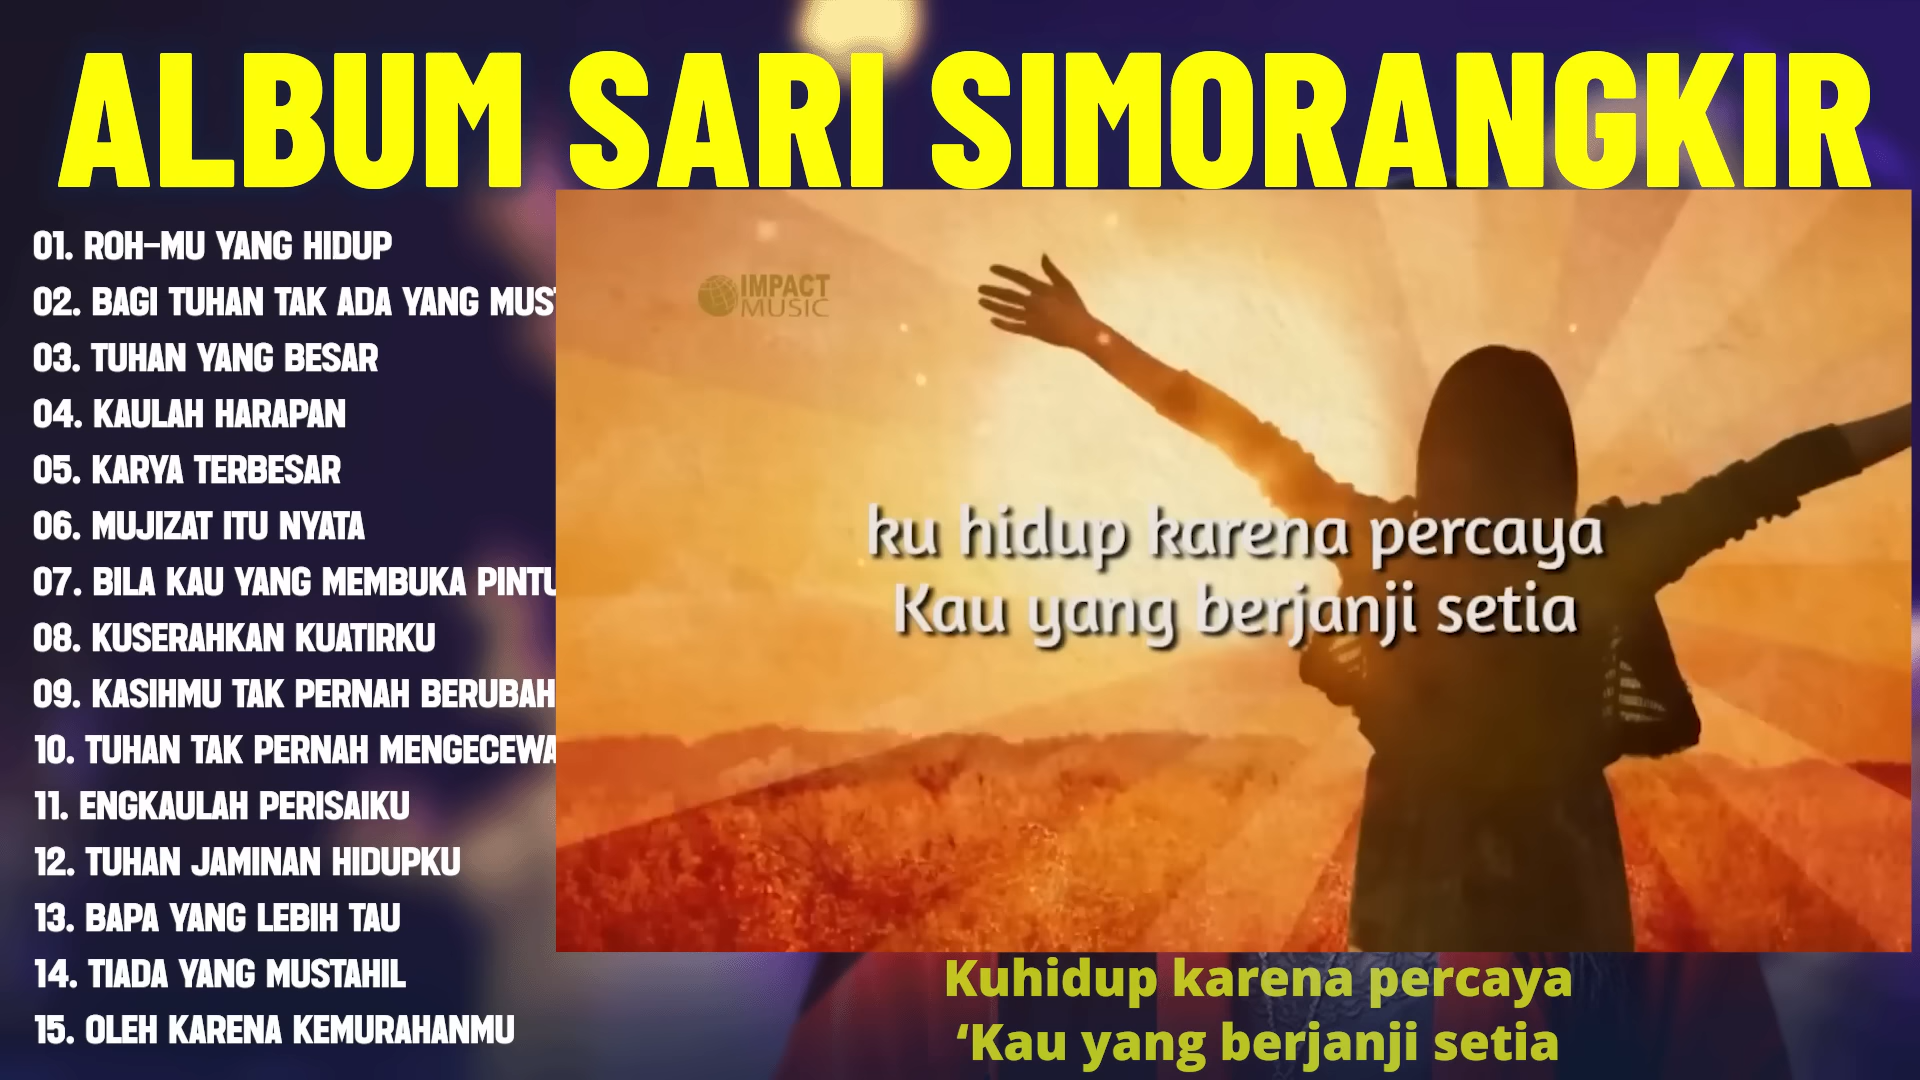 ALBUM SARI SIMORANGKIR
01. ROH-MU YANG HIDUP
02. BAGI TUHAN TAK ADA YANG MUST
03. TUHAN YANG BESAR
04. KAULAH HARAPAN
05. KARYA TERBESAR
06. MUJIZAT ITU NYATA
07. BILA KAU YANG MEMBUKA PINTU
08. KUSERAHKAN KUATIRKU
09. KASIHMU TAK PERNAH BERUBAH
10. TUHAN TAK PERNAH MENGECEWA
11. ENGKAULAH PERISAIKU
12. TUHAN JAMINAN HIDUPKU
13. BAPA YANG LEBIH TAU
14. TIADA YANG MUSTAHIL
15. OLEH KARENA KEMURAHANMU
IMPACT
MUSIC
ku hidup karena percaya
Kau yang berjanji setia
Kuhidup karena percaya
‘Kau yang berjanji setia